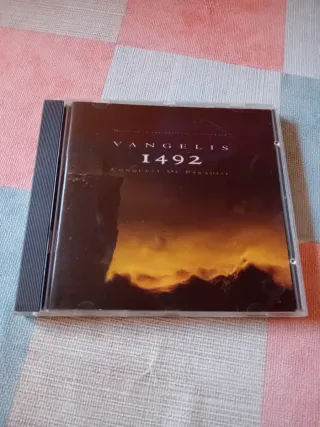 VANGELIS
1492
CONQUEST OF PARADISE